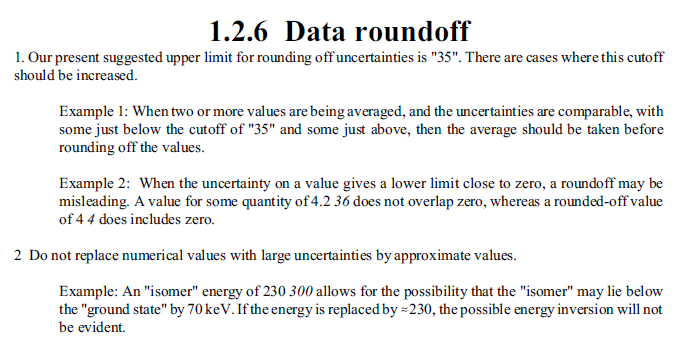 1.2.6 Data roundoff
1. Our present suggested upper limit for rounding off uncertainties is "35". There are cases where this cutoff
should be increased.
Example 1: When two or more values are being averaged, and the uncertainties are comparable, with
some just below the cutoff of "35" and some just above, then the average should be taken before
rounding off the values.
Example 2: When the uncertainty on a value gives a lower limit close to zero, a roundoff may be
misleading. A value for some quantity of 4.2 36 does not overlap zero, whereas a rounded-off value
of 4 4 does includes zero.
2 Do not replace numerical values with large uncertainties by approximate values.
Example: An "isomer" energy of 230 300 allows for the possibility that the "isomer" may lie below
the "ground state" by 70 keV. If the energy is replaced by ≈230, the possible energy inversion will not
be evident.